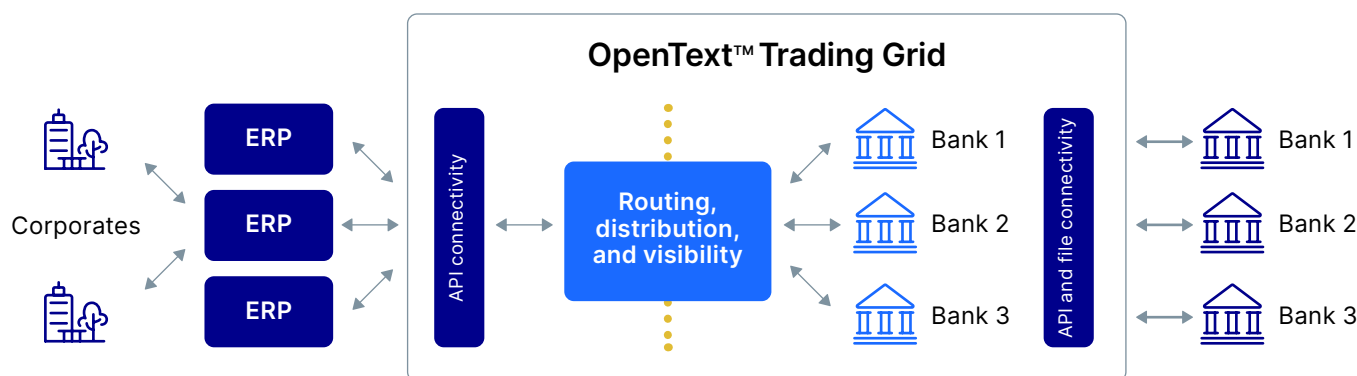 OpenText™ Trading Grid
Corporates
ERP
ERP
ERP
API connectivity
Routing,
distribution,
and visibility
Bank 1
Bank 2
Bank 3
API and file connectivity
Bank 1
Bank 2
Bank 3